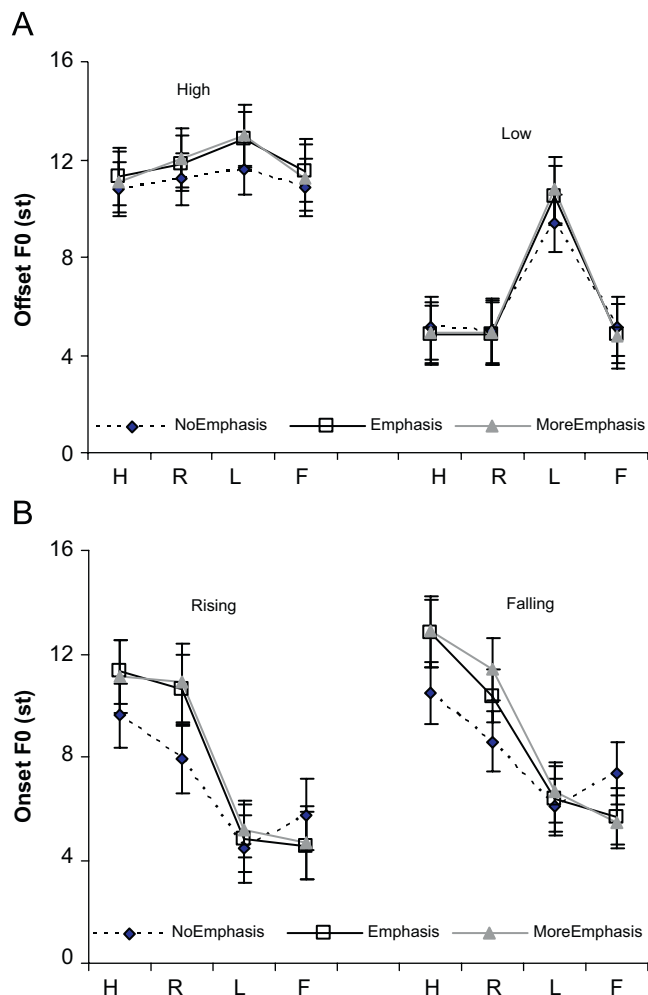 A
Offset F0 (st)
16
12
8
4
0
High
Low
NoEmphasis Emphasis MoreEmphasis
H R L F H R L F
B
Onset F0 (st)
16
12
8
4
0
Rising
Falling
NoEmphasis Emphasis MoreEmphasis
H R L F H R L F